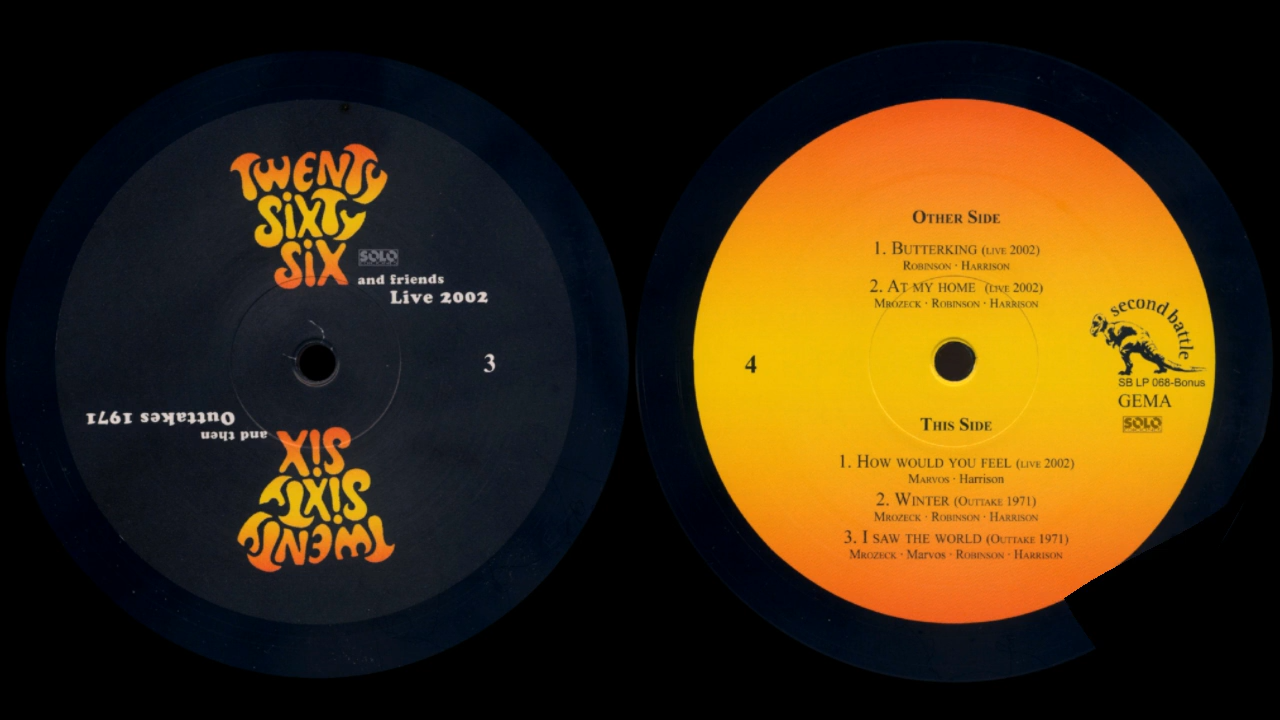 TWENTY
SiXTY
SiX
SOLO
and friends
Live 2002
3
TWENTY
SiXTY
SiX
and then
Outtakes 1971
OTHER SIDE
1. BUTTERKING (LIVE 2002)
ROBINSON · HARRISON
2. AT MY HOME (LIVE 2002)
MROZECK · ROBINSON · HARRISON
4
second battle
SB LP 068-Bonus
GEMA
SOLO
THIS SIDE
1. HOW WOULD YOU FEEL (LIVE 2002)
MARVOS · Harrison
2. WINTER (OUTTAKE 1971)
MROZECK · ROBINSON · HARRISON
3. I SAW THE WORLD (OUTTAKE 1971)
MROZECK · Marvos · ROBINSON · HARRISON